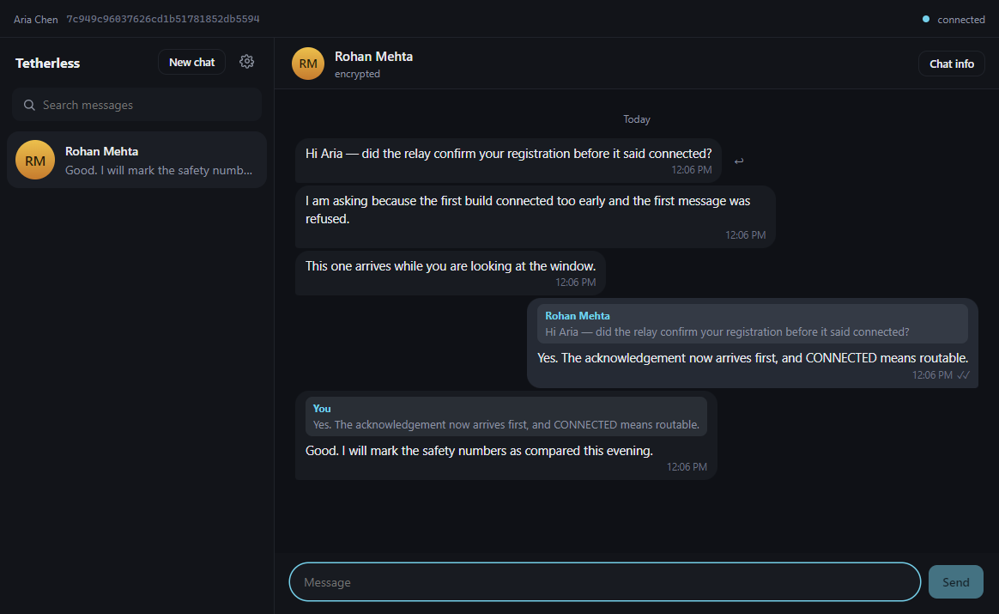 Aria Chen 7c949c96037626cd1b51781852db5594
connected
Tetherless
New chat
Search messages
RM
Rohan Mehta
Good. I will mark the safety numb...
RM
Rohan Mehta
encrypted
Chat info
Today
Hi Aria — did the relay confirm your registration before it said connected?
12:06 PM
I am asking because the first build connected too early and the first message was
refused.
12:06 PM
This one arrives while you are looking at the window.
12:06 PM
Rohan Mehta
Hi Aria — did the relay confirm your registration before it said connected?
Yes. The acknowledgement now arrives first, and CONNECTED means routable.
12:06 PM
You
Yes. The acknowledgement now arrives first, and CONNECTED means routable.
Good. I will mark the safety numbers as compared this evening.
12:06 PM
Message
Send